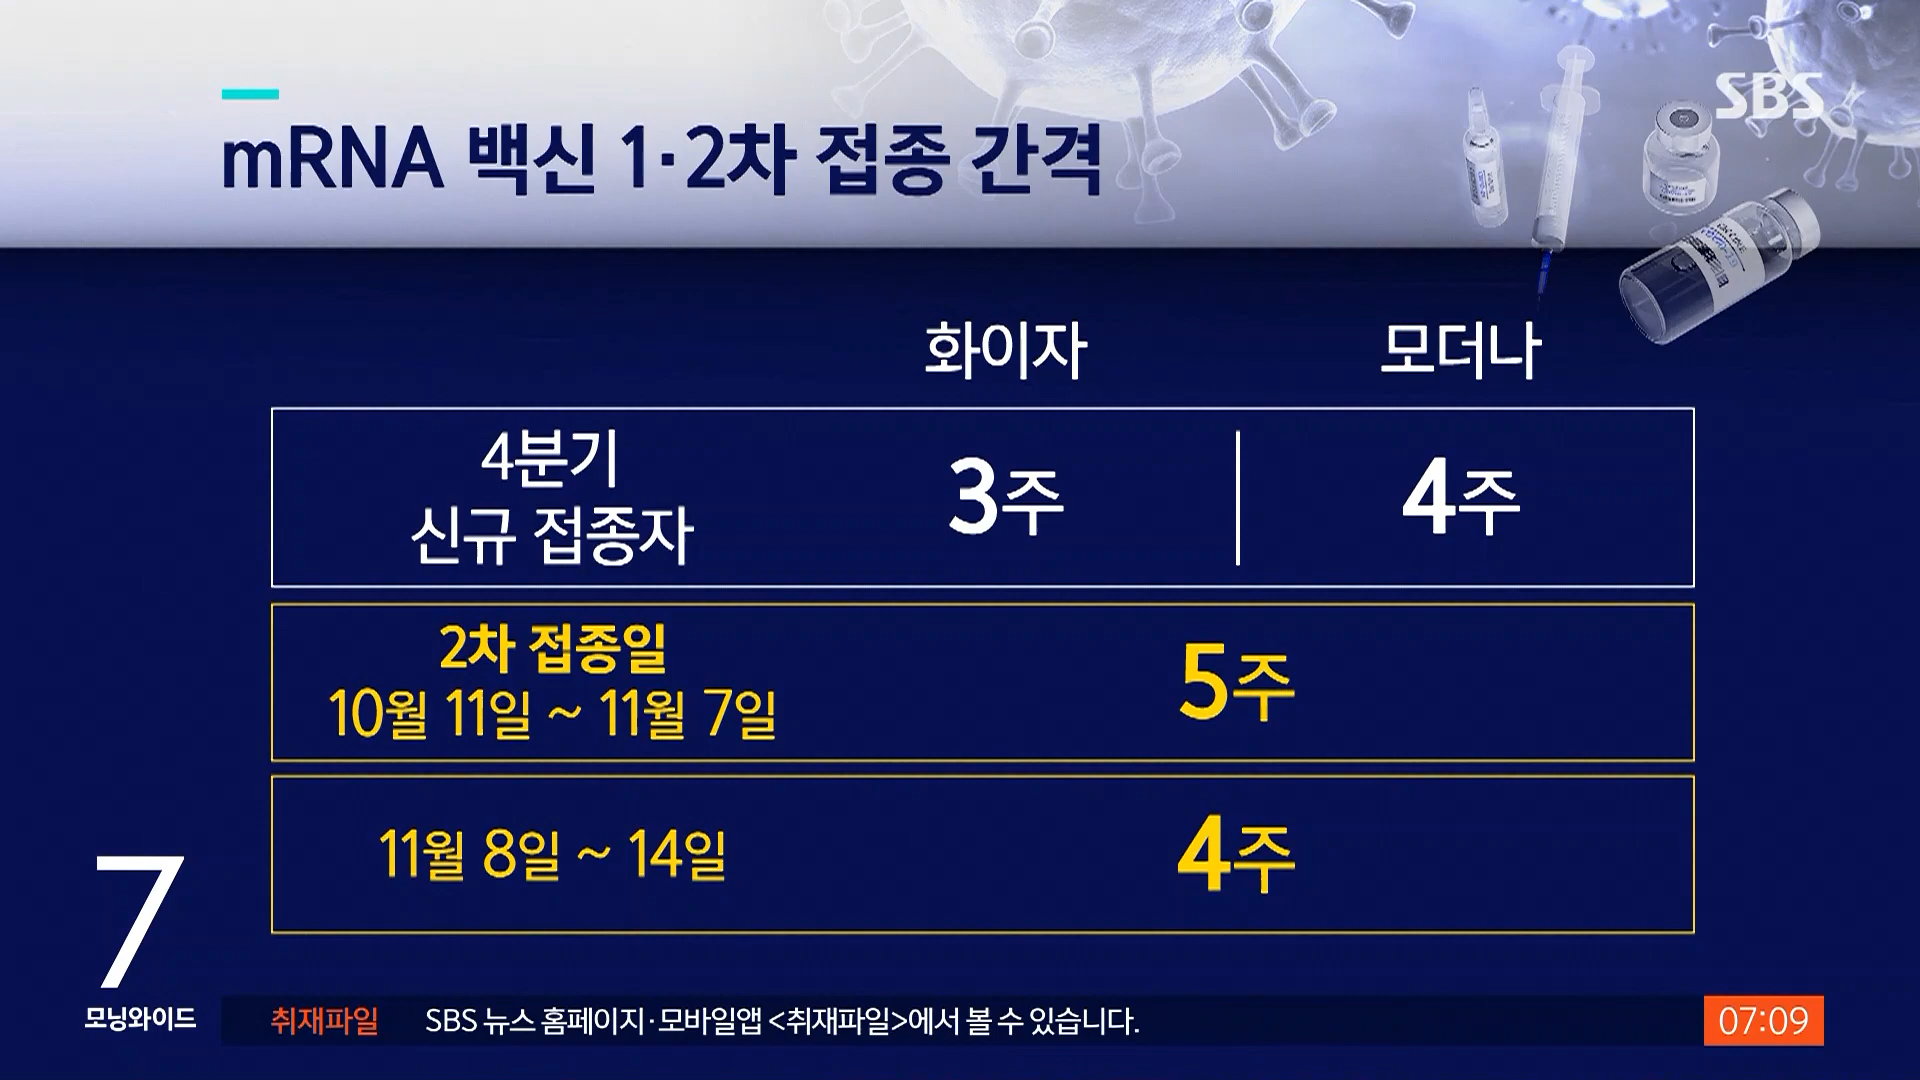 SBS
mRNA 백신 1·2차 접종 간격
화이자 모더나
4분기
신규 접종자
3주 4주
2차 접종일
10월 11일 ~ 11월 7일
5주
11월 8일 ~ 14일 4주
7
모닝와이드
취재파일 SBS 뉴스 홈페이지·모바일앱 <취재파일>에서 볼 수 있습니다.
07:09